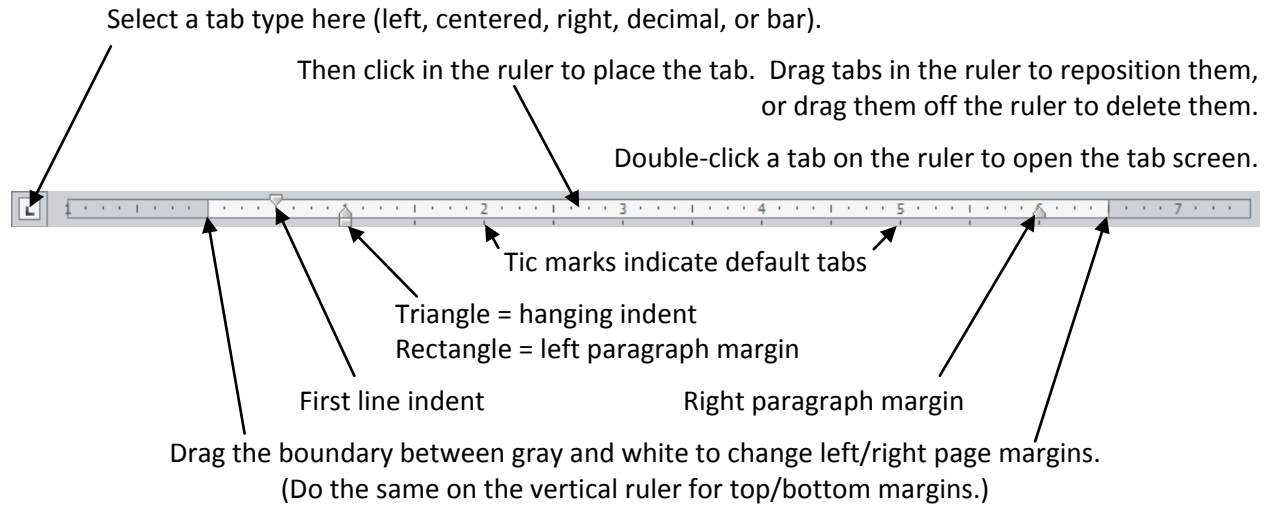 Select a tab type here (left, centered, right, decimal, or bar).
Then click in the ruler to place the tab.  Drag tabs in the ruler to reposition them,
or drag them off the ruler to delete them.
Double-click a tab on the ruler to open the tab screen.
1 1 2 3 4 5 6 7
Tic marks indicate default tabs
Triangle = hanging indent
Rectangle = left paragraph margin
First line indent
Right paragraph margin
Drag the boundary between gray and white to change left/right page margins.
(Do the same on the vertical ruler for top/bottom margins.)